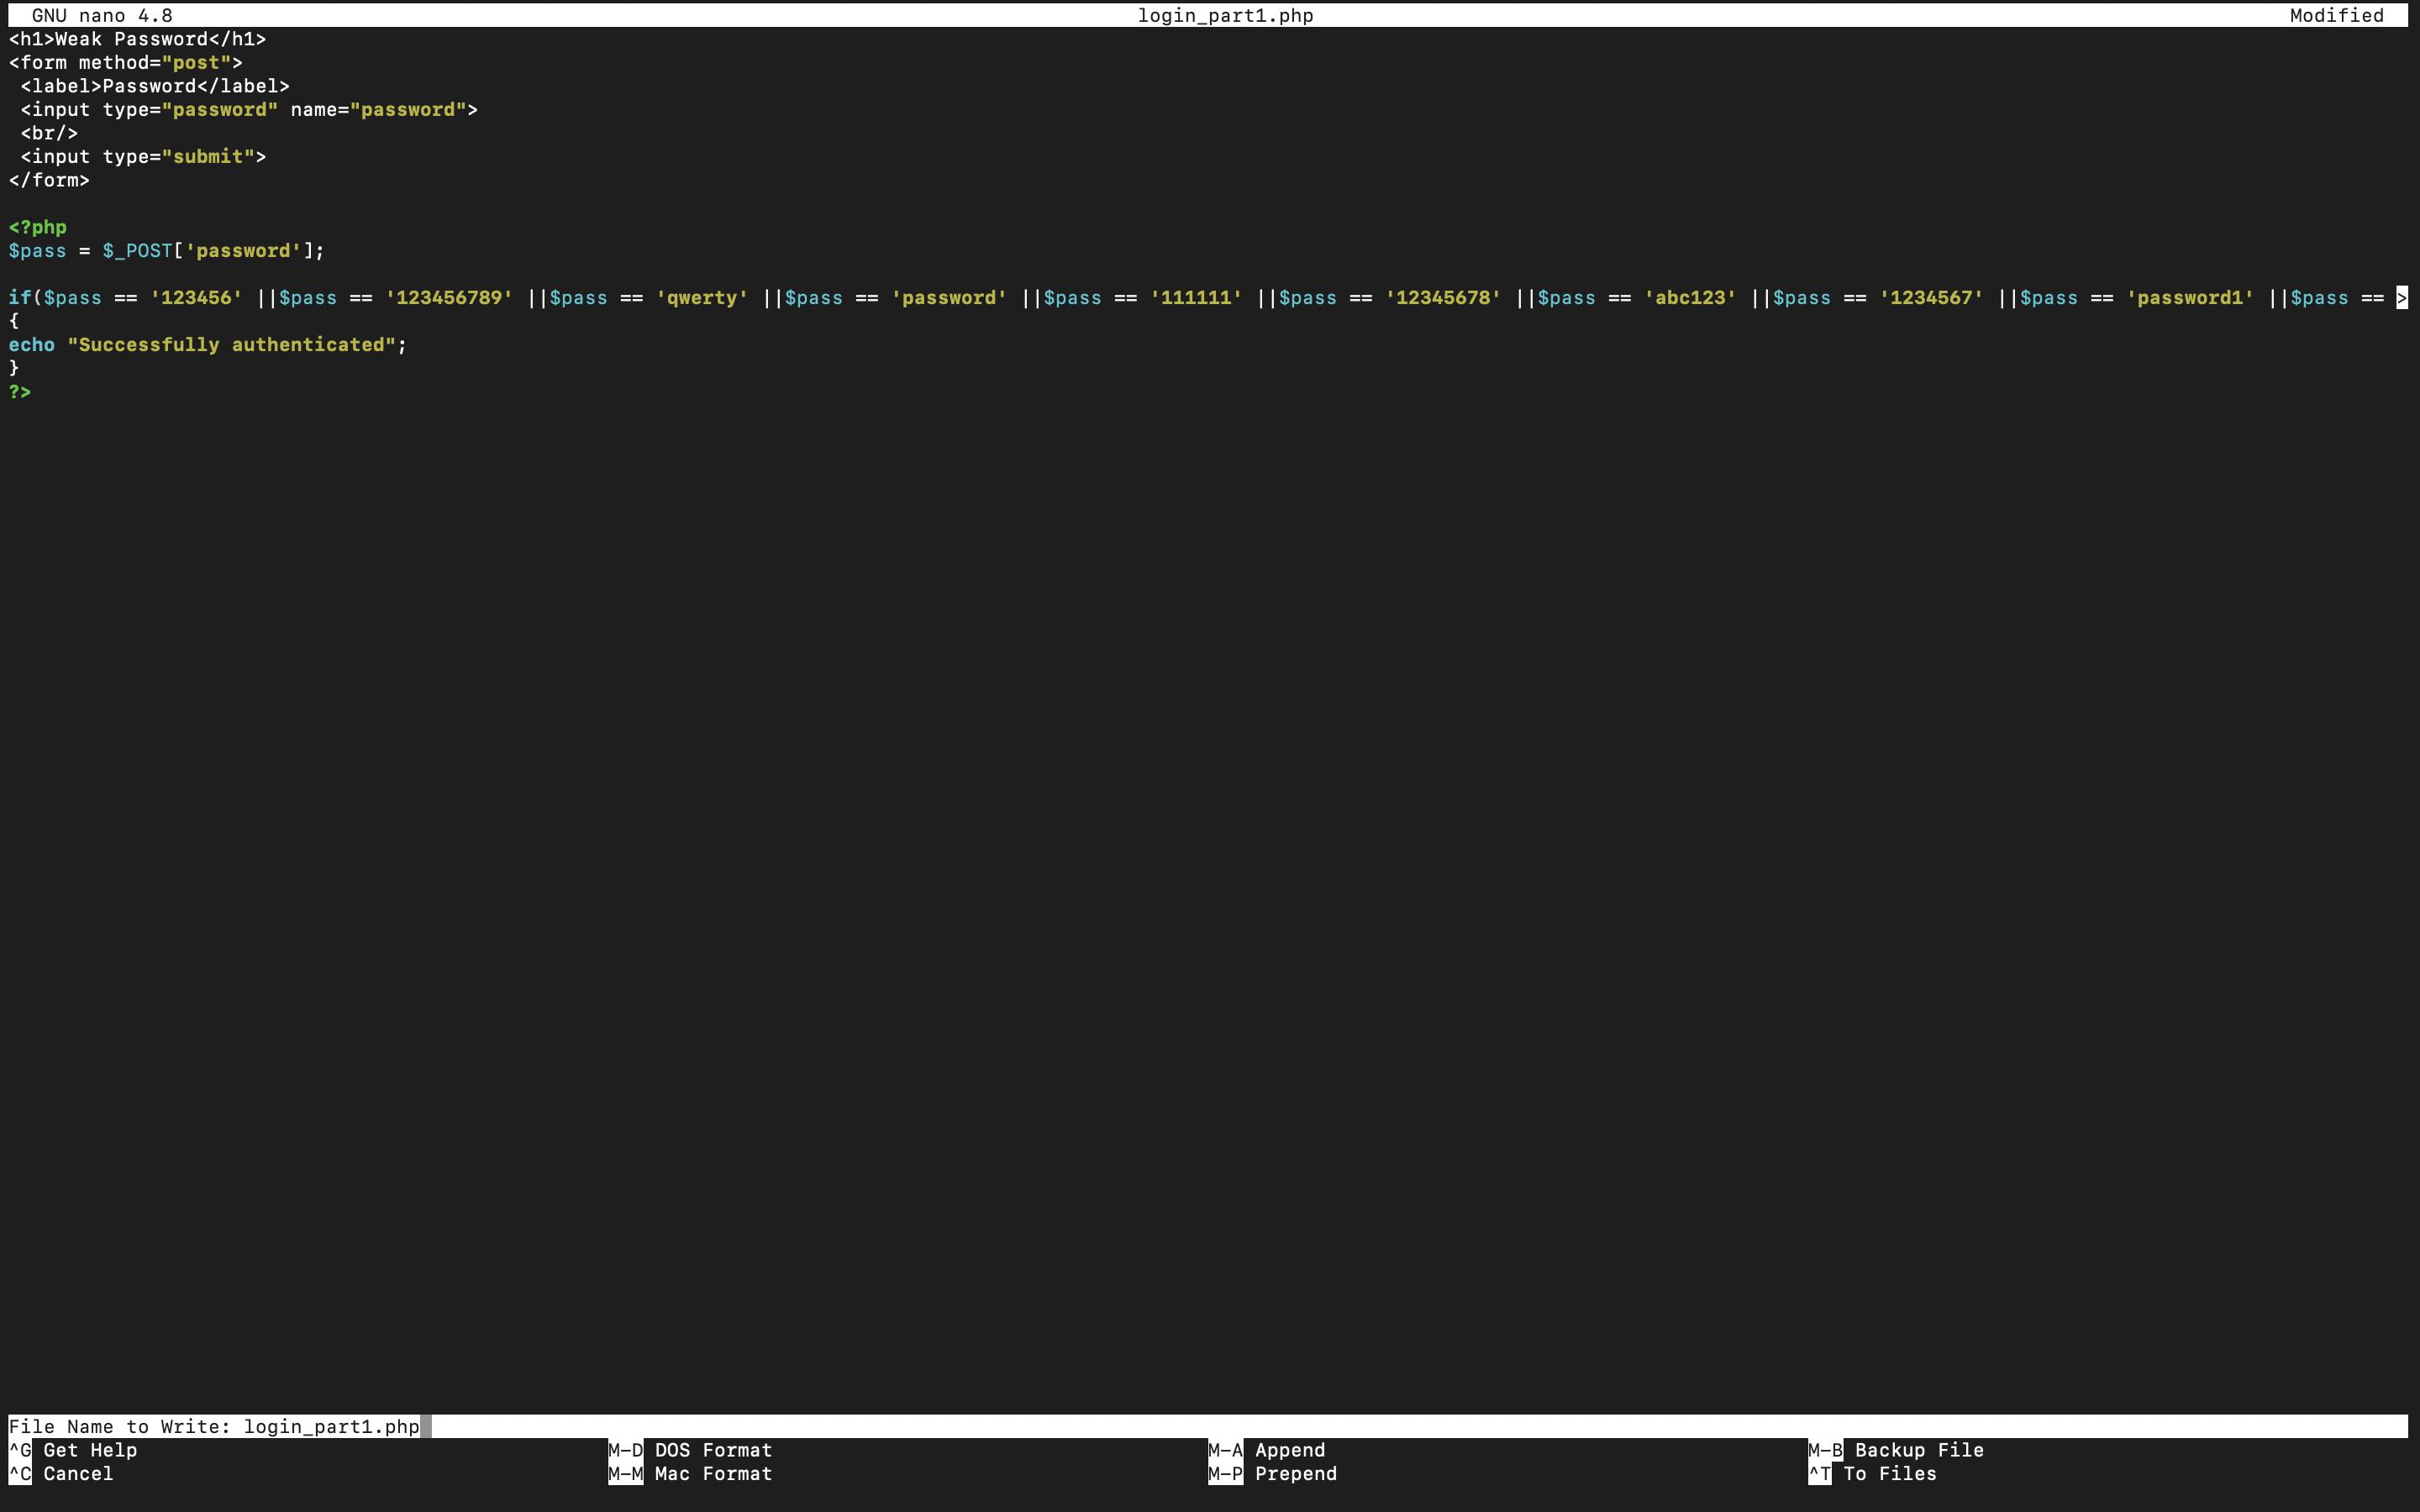 GNU nano 4.8 login_part1.php Modified
<h1>Weak Password</h1>
<form method="post">
 <label>Password</label>
 <input type="password" name="password">
 <br/>
 <input type="submit">
</form>

<?php
$pass = $_POST['password'];

if($pass == '123456' ||$pass == '123456789' ||$pass == 'qwerty' ||$pass == 'password' ||$pass == '111111' ||$pass == '12345678' ||$pass == 'abc123' ||$pass == '1234567' ||$pass == 'password1' ||$pass == >
{
echo "Successfully authenticated";
}
?>
File Name to Write: login_part1.php
^G Get Help M-D DOS Format M-A Append M-B Backup File
^C Cancel M-M Mac Format M-P Prepend ^T To Files